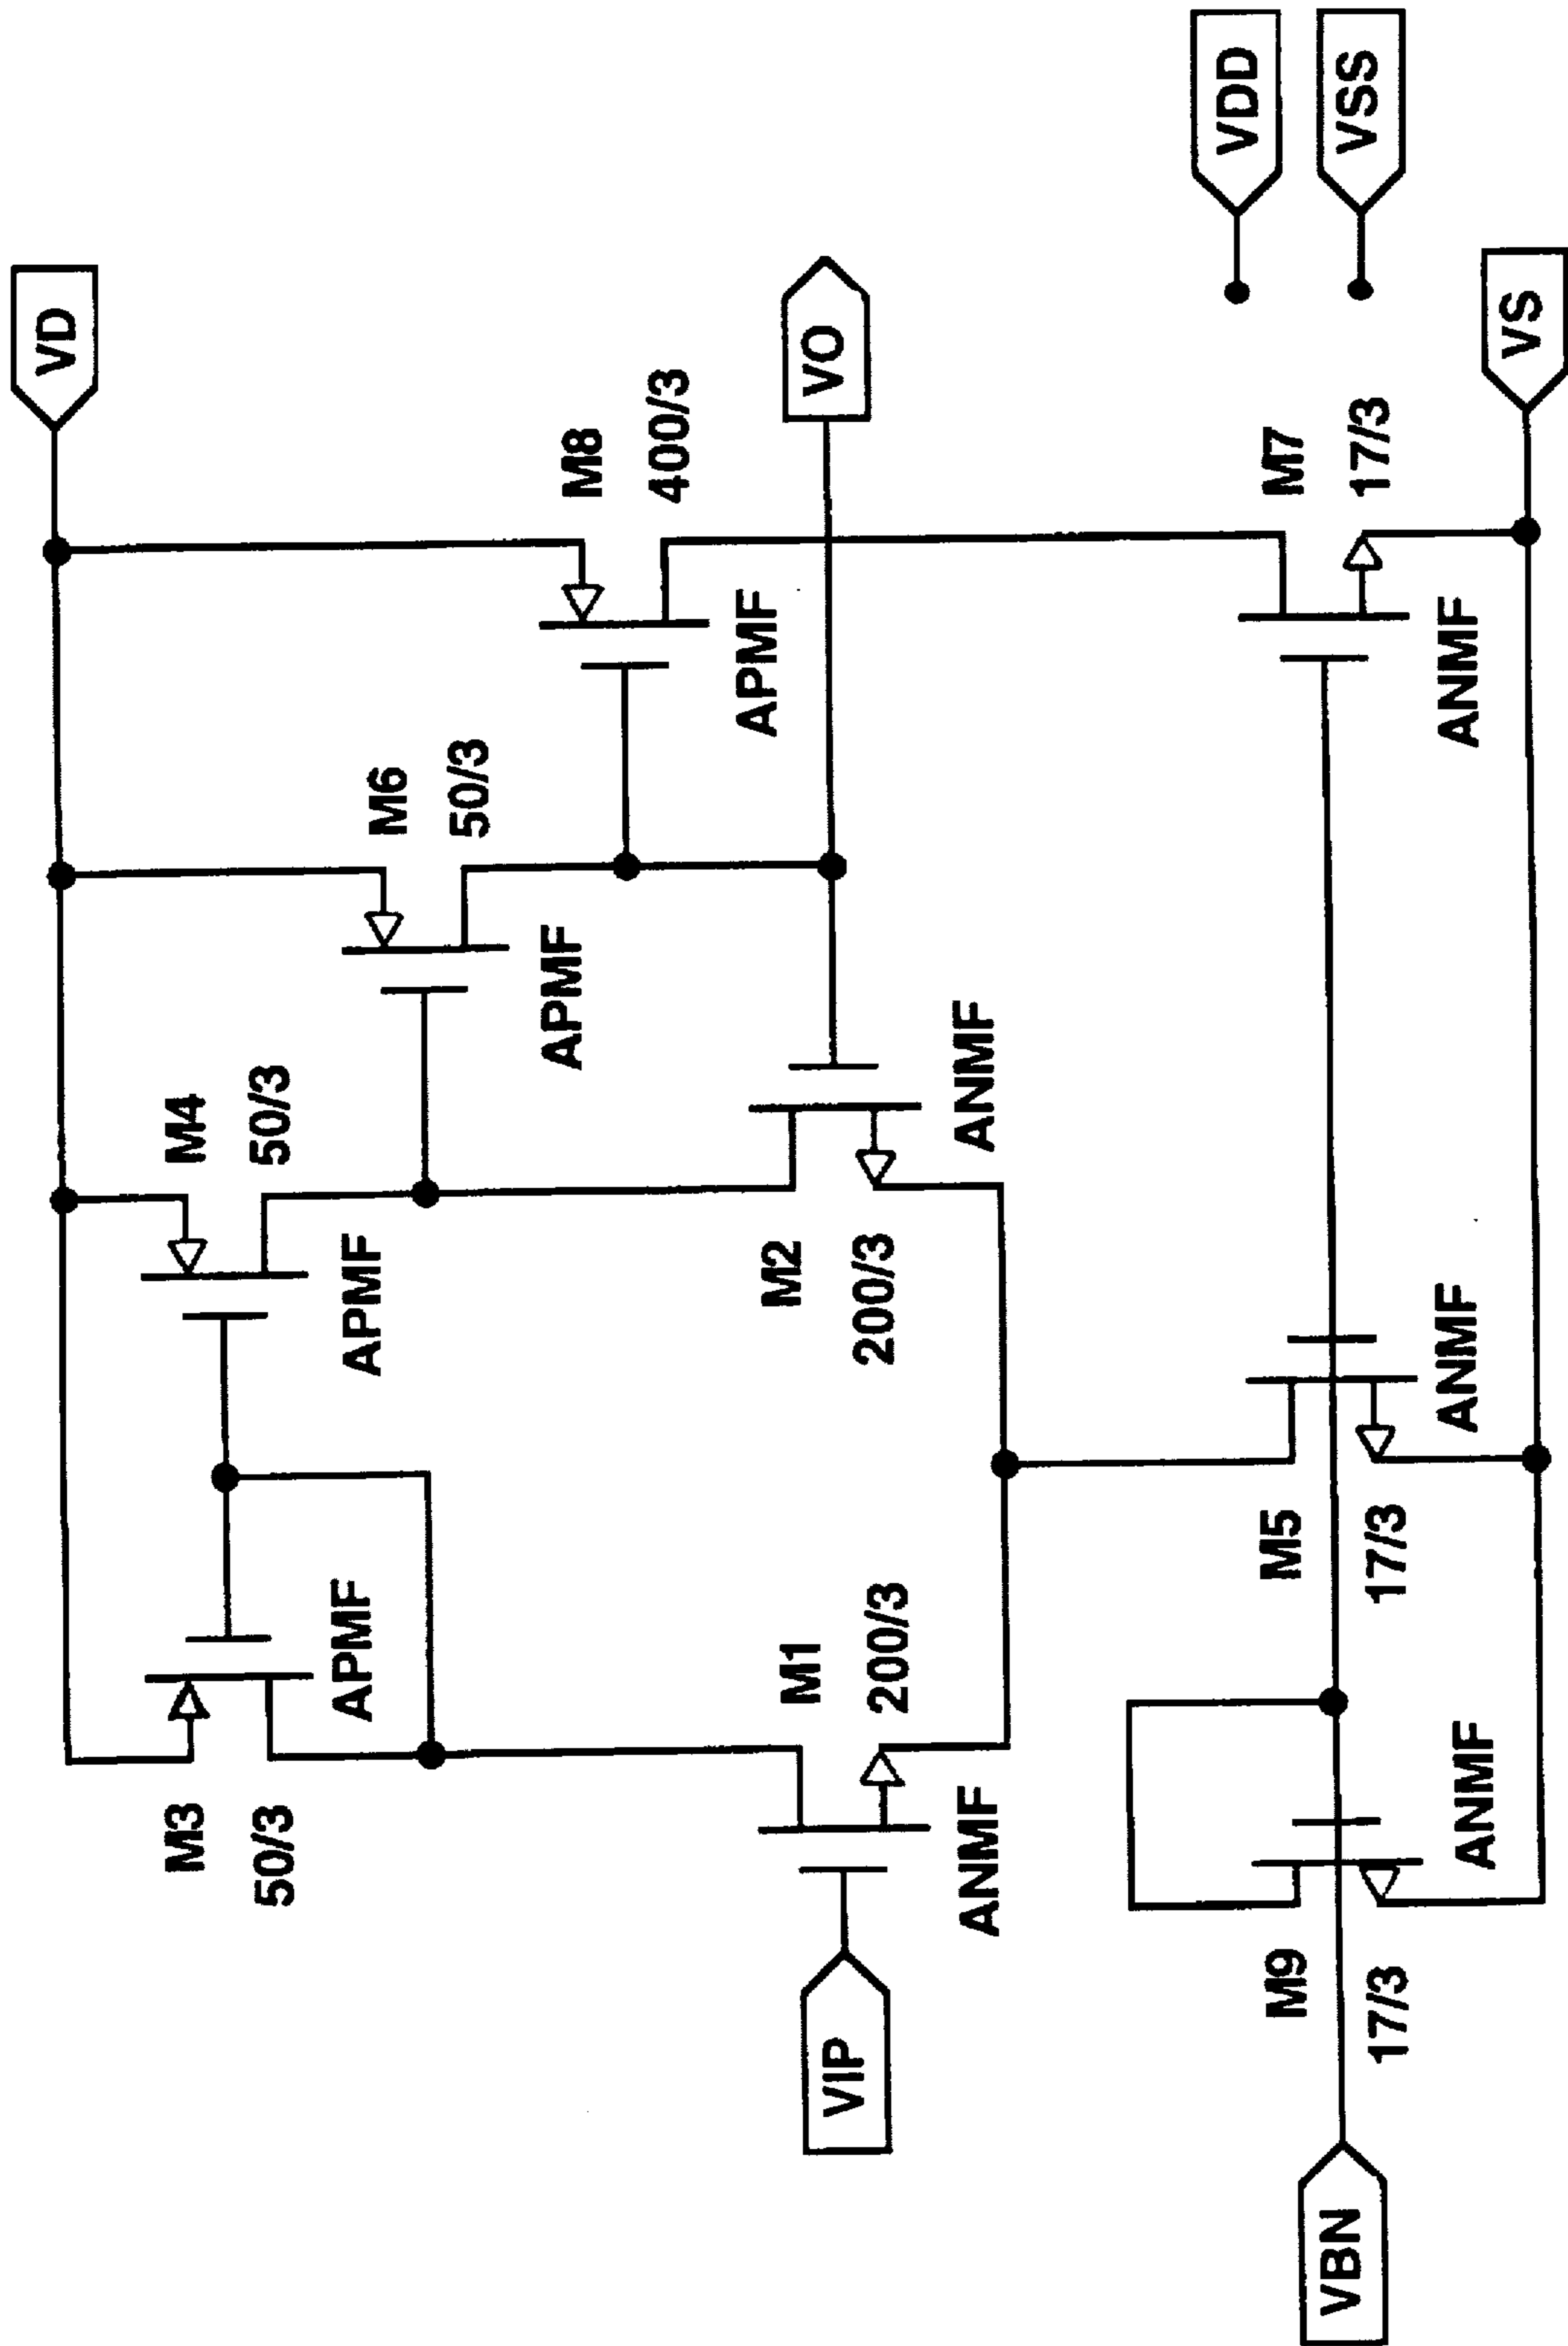 VD
M3
50/3
APMF
M4
50/3
APMF
M6
50/3
APMF
M8
400/3
APMF
VIP
M1
200/3
ANMF
M2
200/3
ANMF
VO
VBN
M9
17/3
ANMF
M5
17/3
ANMF
M7
17/3
ANMF
VDD
VSS
VS